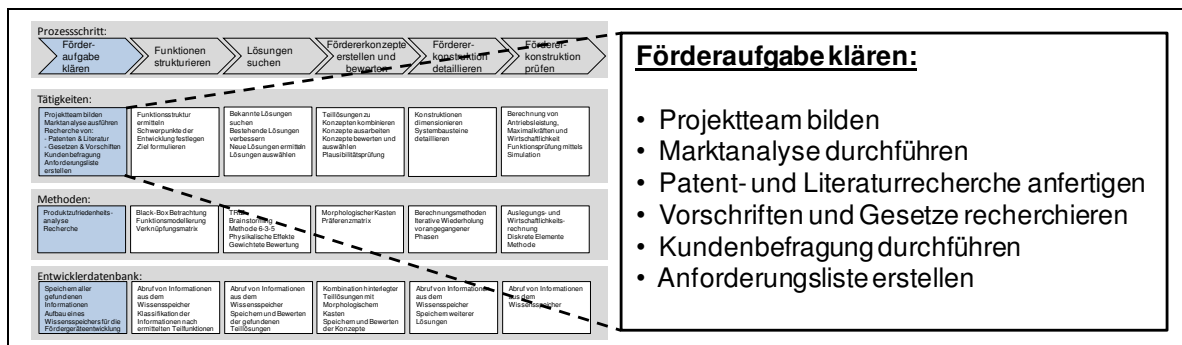 Prozessschritt:
Förder-
aufgabe
klären
Funktionen
strukturieren
Lösungen
suchen
Fördererkonzepte
erstellen und
bewerten
Förderer-
konstruktion
detaillieren
Förderer-
konstruktion
prüfen
Tätigkeiten:
Projektteam bilden
Marktanalyse ausführen
Recherche von:
- Patenten & Literatur
- Gesetzen & Vorschriften
Kundenbefragung
Anforderungsliste
erstellen
Funktionsstruktur
ermitteln
Schwerpunkte der
Entwicklung festlegen
Ziel formulieren
Bekannte Lösungen
suchen
Bestehende Lösungen
verbessern
Neue Lösungen ermitteln
Lösungen auswählen
Teillösungen zu
Konzepten kombinieren
Konzepte ausarbeiten
Konzepte bewerten und
auswählen
Plausibilitätsprüfung
Konstruktionen
dimensionieren
Systembausteine
detaillieren
Berechnung von
Antriebsleistung,
Maximalkräften und
Wirtschaftlichkeit
Funktionsprüfung mittels
Simulation
Methoden:
Produktzufriedenheits-
analyse
Recherche
Black-Box Betrachtung
Funktionsmodellierung
Verknüpfungsmatrix
Brainstorming
Methode 6-3-5
Physikalische Effekte
Gewichtete Bewertung
Morphologischer Kasten
Präferenzmatrix
Berechnungsmethoden
Iterative Wiederholung
vorangegangener
Phasen
Auslegungs- und
Wirtschaftlichkeits-
rechnung
Diskrete Elemente
Methode
Entwicklerdatenbank:
Speichern aller
gefundenen
Informationen
Aufbau eines
Wissensspeichers für die
Fördergeräteentwicklung
Abruf von Informationen
aus dem
Wissensspeicher
Klassifikation der
Informationen nach
ermittelten Teilfunktionen
Abruf von Informationen
aus dem
Wissensspeicher
Speichern und Bewerten
der gefundenen
Teillösungen
Kombination hinterlegter
Teillösungen mit
Morphologischem
Kasten
Speichern und Bewerten
der Konzepte
Abruf von Informationen
aus dem
Wissensspeicher
Speichern weiterer
Lösungen
Abruf von Informationen
aus dem
Wissensspeicher
Förderaufgabe klären:
• Projektteam bilden
• Marktanalyse durchführen
• Patent- und Literaturrecherche anfertigen
• Vorschriften und Gesetze recherchieren
• Kundenbefragung durchführen
• Anforderungsliste erstellen